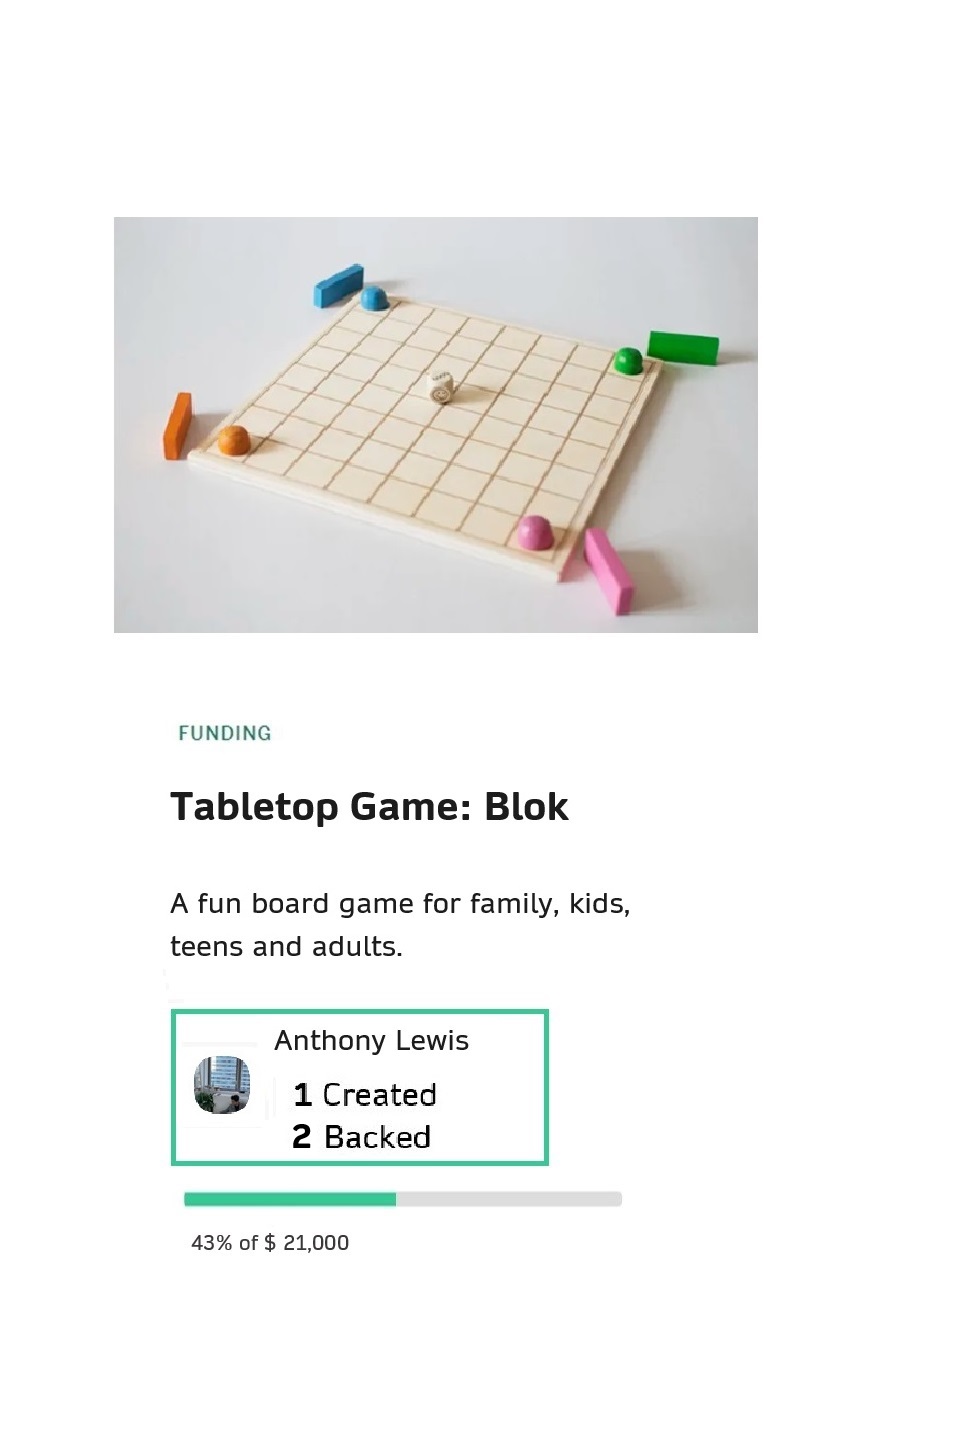 FUNDING
Tabletop Game: Blok
A fun board game for family, kids,
teens and adults.
Anthony Lewis
1 Created
2 Backed
43% of $ 21,000